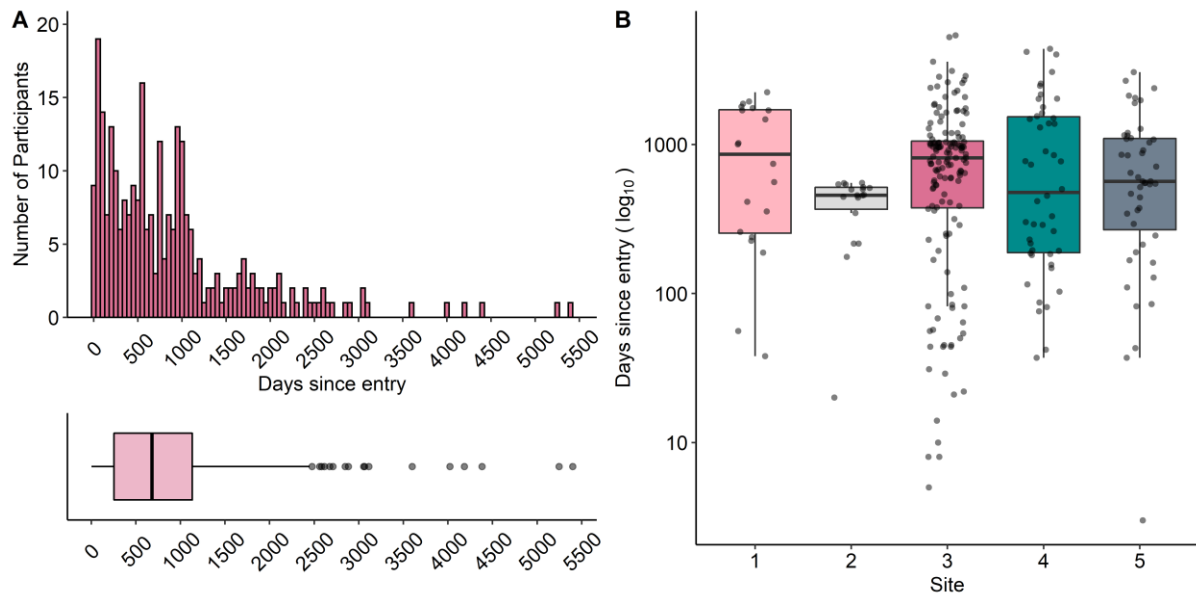 A
20
15
10
5
0
Number of Participants
0 500 1000 1500 2000 2500 3000 3500 4000 4500 5000 5500
Days since entry
0 500 1000 1500 2000 2500 3000 3500 4000 4500 5000 5500
B
1000
100
10
Days since entry ( log10 )
1 2 3 4 5
Site